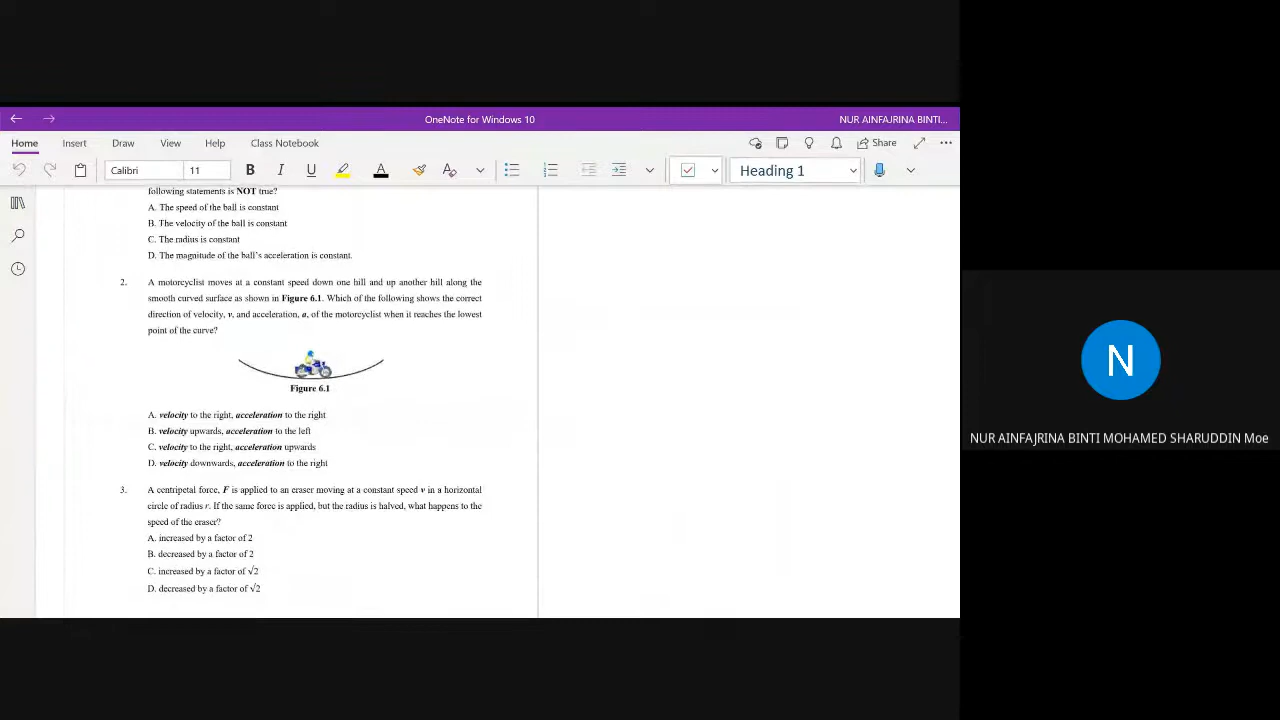 OneNote for Windows 10
NUR AINFAJRINA BINTI...
Home Insert Draw View Help Class Notebook
Share
Calibri 11 B I U A Heading 1
following statements is NOT true?
A. The speed of the ball is constant
B. The velocity of the ball is constant
C. The radius is constant
D. The magnitude of the ball's acceleration is constant.
2. A motorcyclist moves at a constant speed down one hill and up another hill along the
smooth curved surface as shown in Figure 6.1. Which of the following shows the correct
direction of velocity, v, and acceleration, a, of the motorcyclist when it reaches the lowest
point of the curve?
Figure 6.1
A. velocity to the right, acceleration to the right
B. velocity upwards, acceleration to the left
C. velocity to the right, acceleration upwards
D. velocity downwards, acceleration to the right
3. A centripetal force, F is applied to an eraser moving at a constant speed v in a horizontal
circle of radius r. If the same force is applied, but the radius is halved, what happens to the
speed of the eraser?
A. increased by a factor of 2
B. decreased by a factor of 2
C. increased by a factor of √2
D. decreased by a factor of √2
N
NUR AINFAJRINA BINTI MOHAMED SHARUDDIN Moe